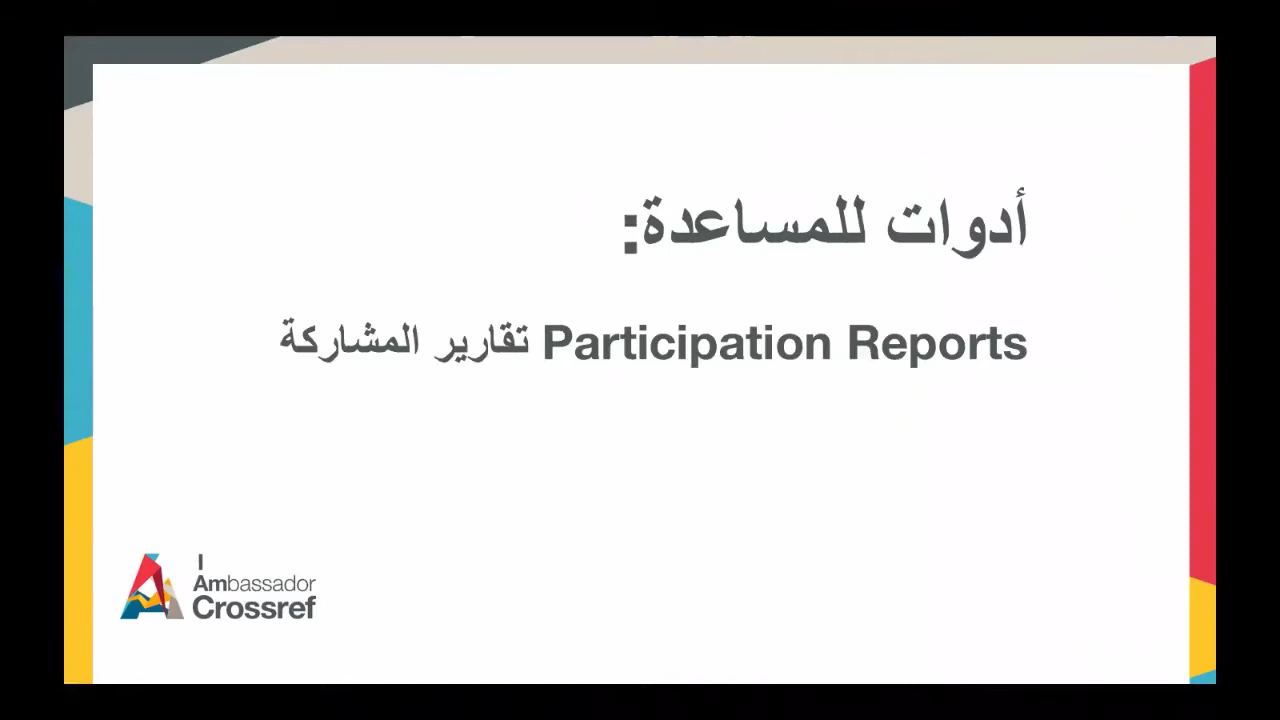 أدوات للمساعدة:
Participation Reports تقارير المشاركة
I
Ambassador
Crossref